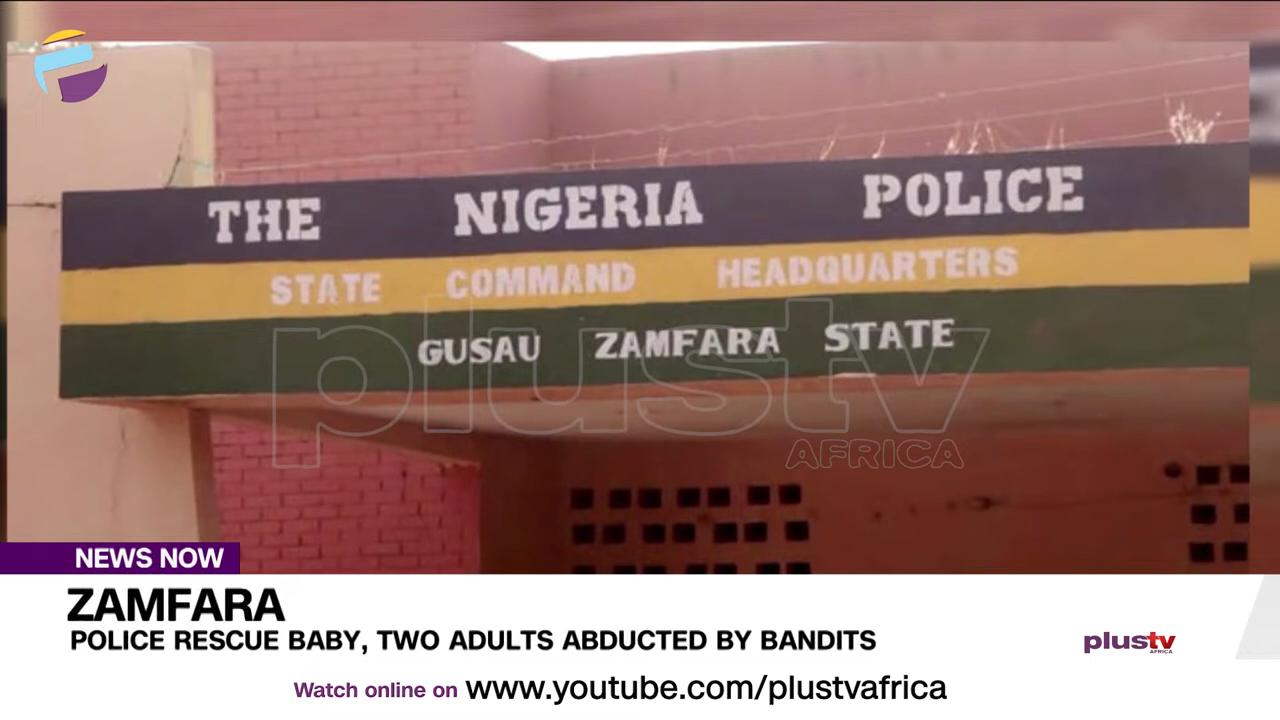 THE NIGERIA POLICE
STATE COMMAND HEADQUARTERS
GUSAU ZAMFARA STATE
plustv
AFRICA
NEWS NOW
ZAMFARA
POLICE RESCUE BABY, TWO ADULTS ABDUCTED BY BANDITS
plustv
AFRICA
Watch online on www.youtube.com/plustvafrica